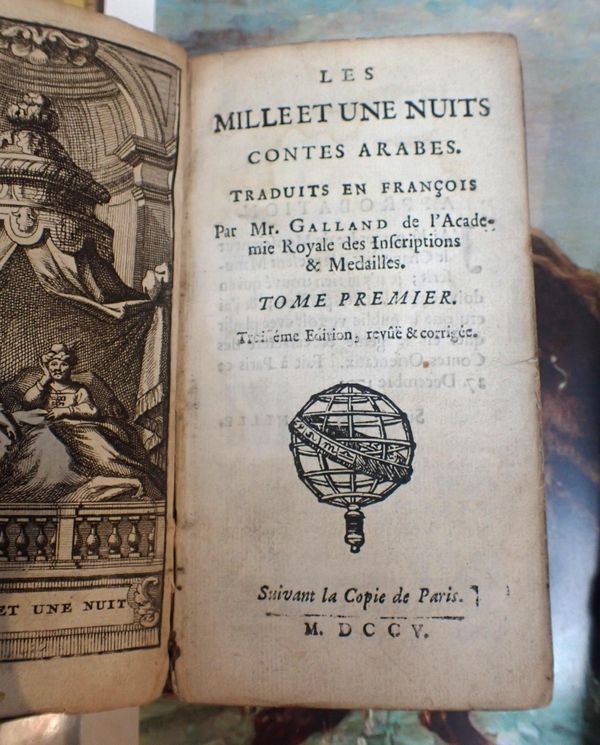 ET UNE NUIT
LES
MILLE ET UNE NUITS
CONTES ARABES.
TRADUITS EN FRANÇOIS
Par Mr. GALLAND de l'Acade-
mie Royale des Inscriptions
& Medailles.
TOME PREMIER.
Troisiéme Edition, revûë & corrigée.
Suivant la Copie de Paris.
M. DCCV.